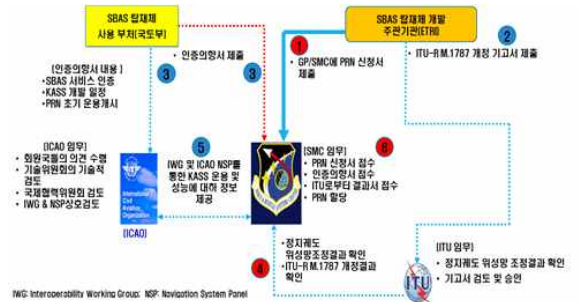 SBAS 탑재체
사용 부처(국토부)
SBAS 탑재체 개발
주관기관(ETRI)
1
2
•GP/SMC에 PRN 신청서
제출
•ITU-R M.1787 개정 기고서 제출
•인증의향서 제출
3
3
[인증의향서 내용]
•SBAS 서비스 인증
•KASS 개발 일정
•PRN 초기 운용개시
[ICAO 임무]
•회원국들의 의견 수렴
•기술위원회의 기술적
검토
•국제협력위원회 검토
•IWG & NSP상호검토
International
Civil
Aviation
Organization
(ICAO)
5
IWG 및 ICAO NSP를
통한 KASS 운용 및
성능에 대하 정보
제공
6
[SMC 임무]
•PRN 신청서 접수
•인증의향서 접수
•ITU로부터 결과서 접수
•PRN 할당
4
•정지궤도
위성망조정결과 확인
•ITU-R M.1787 개정결과
확인
ITU
[ITU 임무]
•정지궤도 위성망 조정결과 확인
•기고서 검토 및 승인
IWG: Interoperability Working Group; NSP: Navigation System Panel